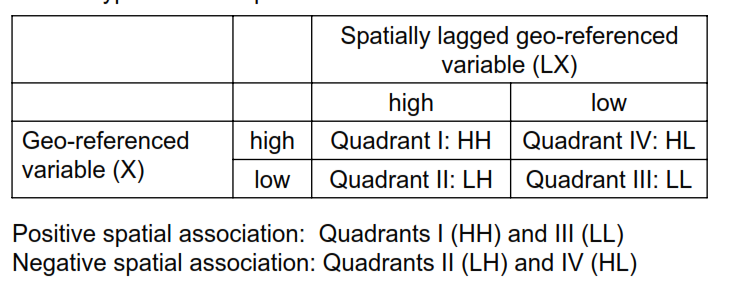 Spatially lagged geo-referenced
variable (LX)
high low
Geo-referenced
variable (X)
high Quadrant I: HH Quadrant IV: HL
low Quadrant II: LH Quadrant III: LL
Positive spatial association: Quadrants I (HH) and III (LL)
Negative spatial association: Quadrants II (LH) and IV (HL)